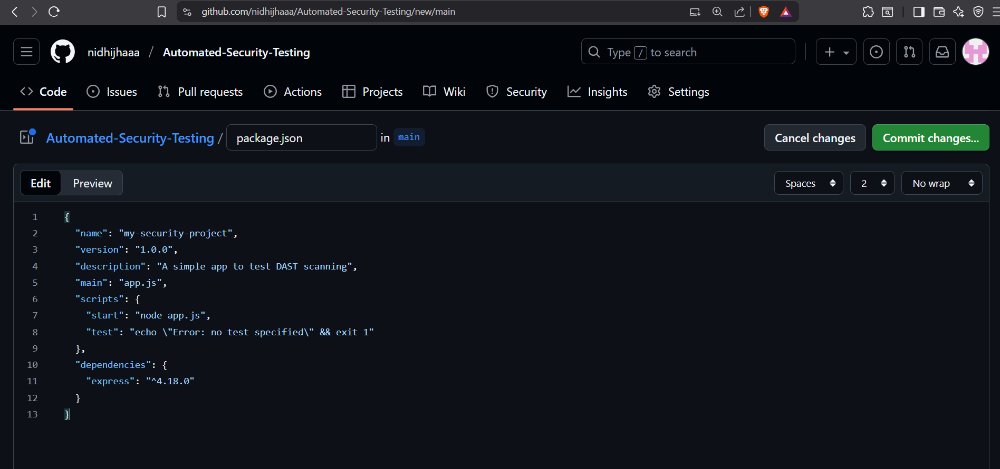 github.com/nidhijhaaa/Automated-Security-Testing/new/main
nidhijhaaa / Automated-Security-Testing
Type / to search
Code Issues Pull requests Actions Projects Wiki Security Insights Settings
Automated-Security-Testing / package.json in main
Cancel changes Commit changes...
Edit Preview Spaces 2 No wrap
1 {
2 "name": "my-security-project",
3 "version": "1.0.0",
4 "description": "A simple app to test DAST scanning",
5 "main": "app.js",
6 "scripts": {
7 "start": "node app.js",
8 "test": "echo \"Error: no test specified\" && exit 1"
9 },
10 "dependencies": {
11 "express": "^4.18.0"
12 }
13 }